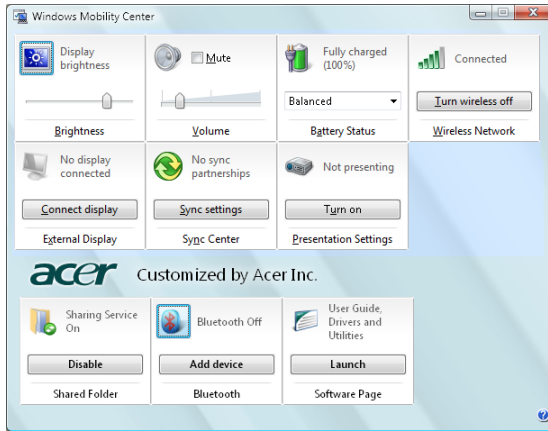 Windows Mobility Center
Display
brightness
Brightness
Mute
Volume
Fully charged
(100%)
Balanced
Battery Status
Connected
Turn wireless off
Wireless Network
No display
connected
Connect display
External Display
No sync
partnerships
Sync settings
Sync Center
Not presenting
Turn on
Presentation Settings
acer Customized by Acer Inc.
Sharing Service
On
Disable
Shared Folder
Bluetooth Off
Add device
Bluetooth
User Guide,
Drivers and
Utilities
Launch
Software Page